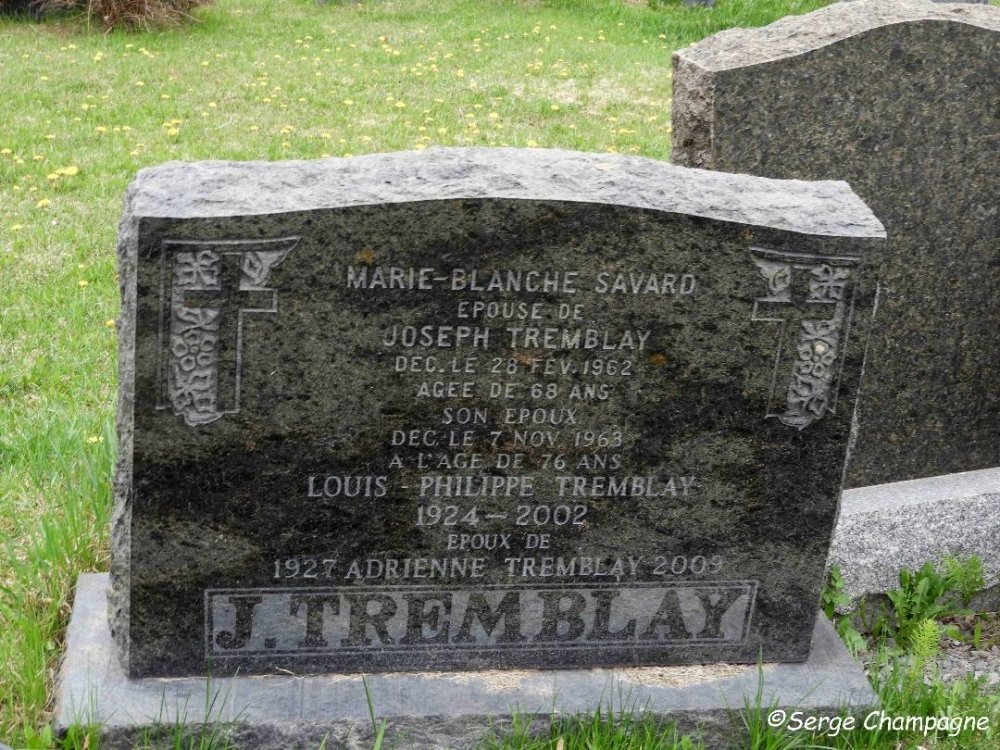 MARIE-BLANCHE SAVARD
EPOUSE DE
JOSEPH TREMBLAY
DEC. LE 28 FEV. 1962
AGEE DE 68 ANS
SON EPOUX
DEC. LE 7 NOV. 1963
A L'AGE DE 76 ANS
LOUIS-PHILIPPE TREMBLAY
1924-2002
EPOUX DE
1927 ADRIENNE TREMBLAY 2009
J. TREMBLAY
©Serge Champagne